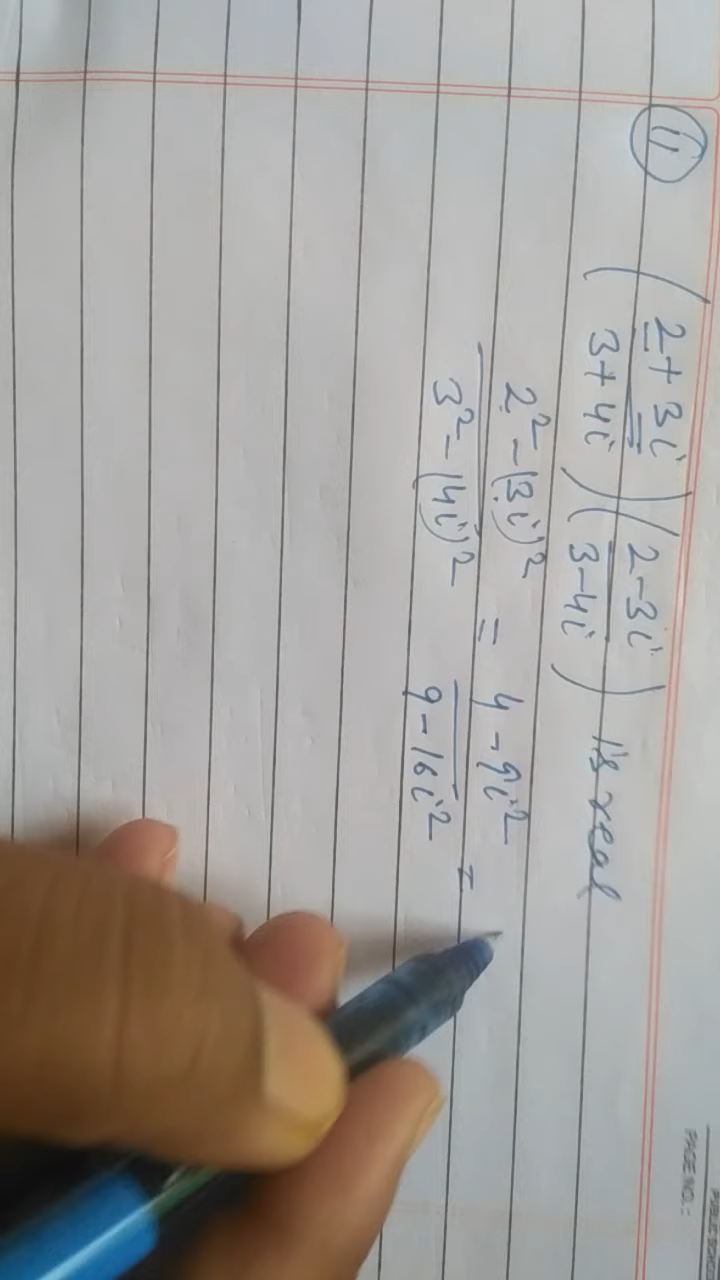 PAGE NO.:
(ii) (2+3i / 3+4i) (2-3i / 3-4i) is real
2² - (3i)² / 3² - (4i)² = 4 - 9i² / 9 - 16i² =